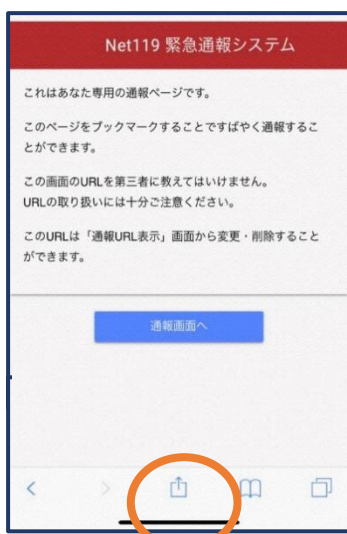 Net119 緊急通報システム
これはあなた専用の通報ページです。
このページをブックマークすることですばやく通報するこ
とができます。
この画面のURLを第三者に教えてはいけません。
URLの取り扱いには十分ご注意ください。
このURLは「通報URL表示」画面から変更・削除すること
ができます。
通報画面へ